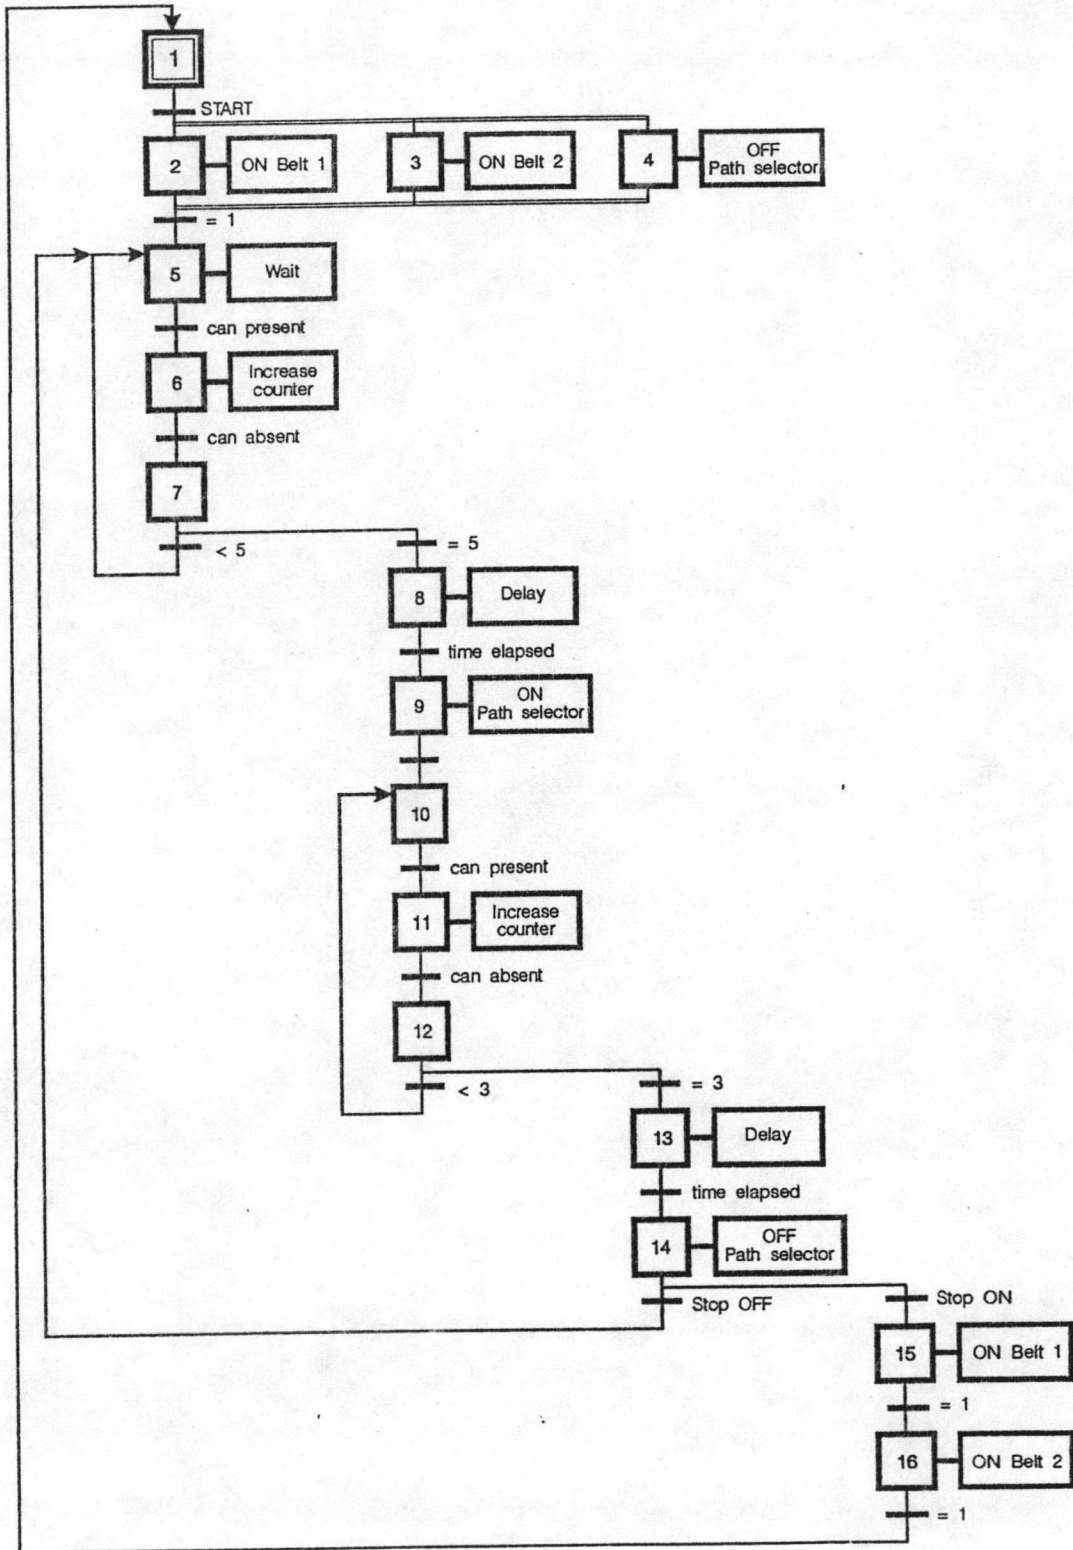 1
START
2
ON Belt 1
3
ON Belt 2
4
OFF
Path selector
= 1
5
Wait
can present
6
Increase
counter
can absent
7
< 5
= 5
8
Delay
time elapsed
9
ON
Path selector
10
can present
11
Increase
counter
can absent
12
< 3
= 3
13
Delay
time elapsed
14
OFF
Path selector
Stop OFF
Stop ON
15
ON Belt 1
= 1
16
ON Belt 2
= 1